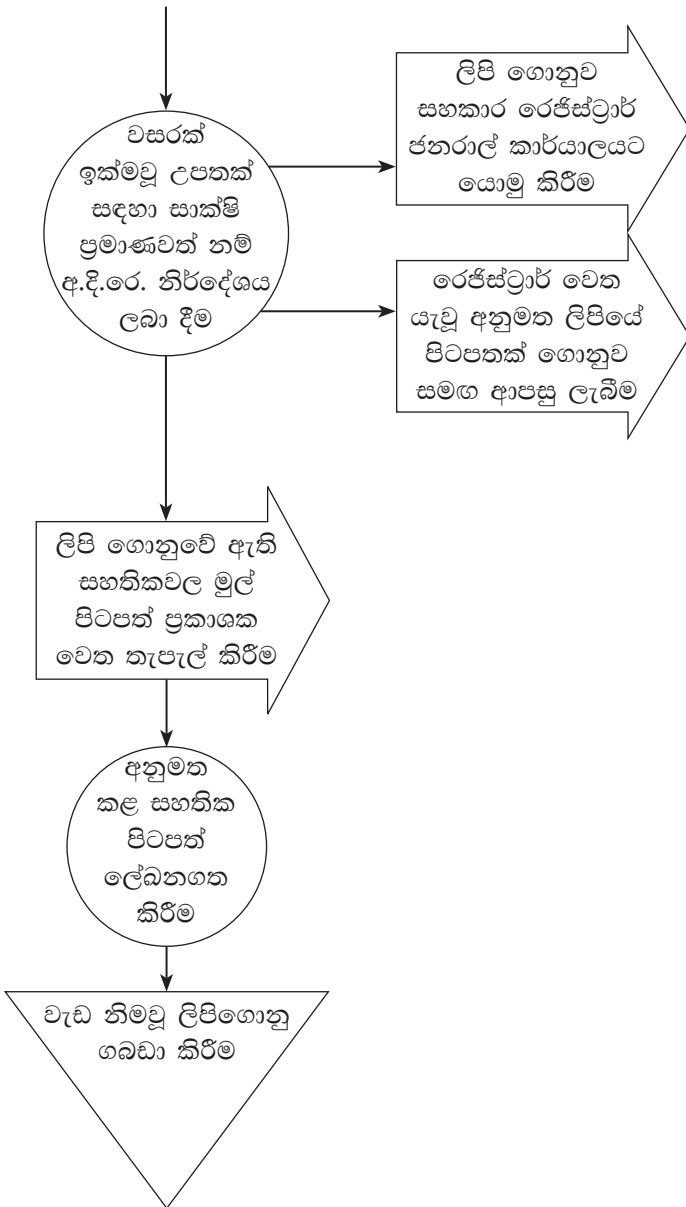 වසරක්
ඉක්මවූ උපතක්
සඳහා සාක්ෂි
ප්‍රමාණවත් නම්
අ.දි.රෙ. නිර්දේශය
ලබා දීම
ලිපි ගොනුව
සහකාර රෙජිස්ට්‍රාර්
ජනරාල් කාර්යාලයට
යොමු කිරීම
රෙජිස්ට්‍රාර් වෙත
යැවූ අනුමත ලිපියේ
පිටපතක් ගොනුව
සමඟ ආපසු ලැබීම
ලිපි ගොනුවේ ඇති
සහතිකවල මුල්
පිටපත් ප්‍රකාශක
වෙත තැපැල් කිරීම
අනුමත
කළ සහතික
පිටපත්
ලේඛනගත
කිරීම
වැඩ නිමවූ ලිපිගොනු
ගබඩා කිරීම